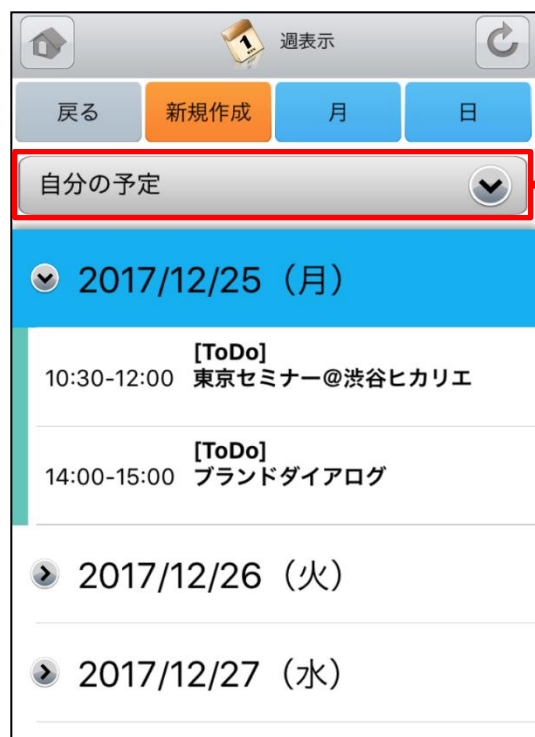 1
週表示
戻る
新規作成
月
日
自分の予定
2017/12/25（月）
[ToDo]
10:30-12:00 東京セミナー@渋谷ヒカリエ
[ToDo]
14:00-15:00 ブランドダイアログ
2017/12/26（火）
2017/12/27（水）